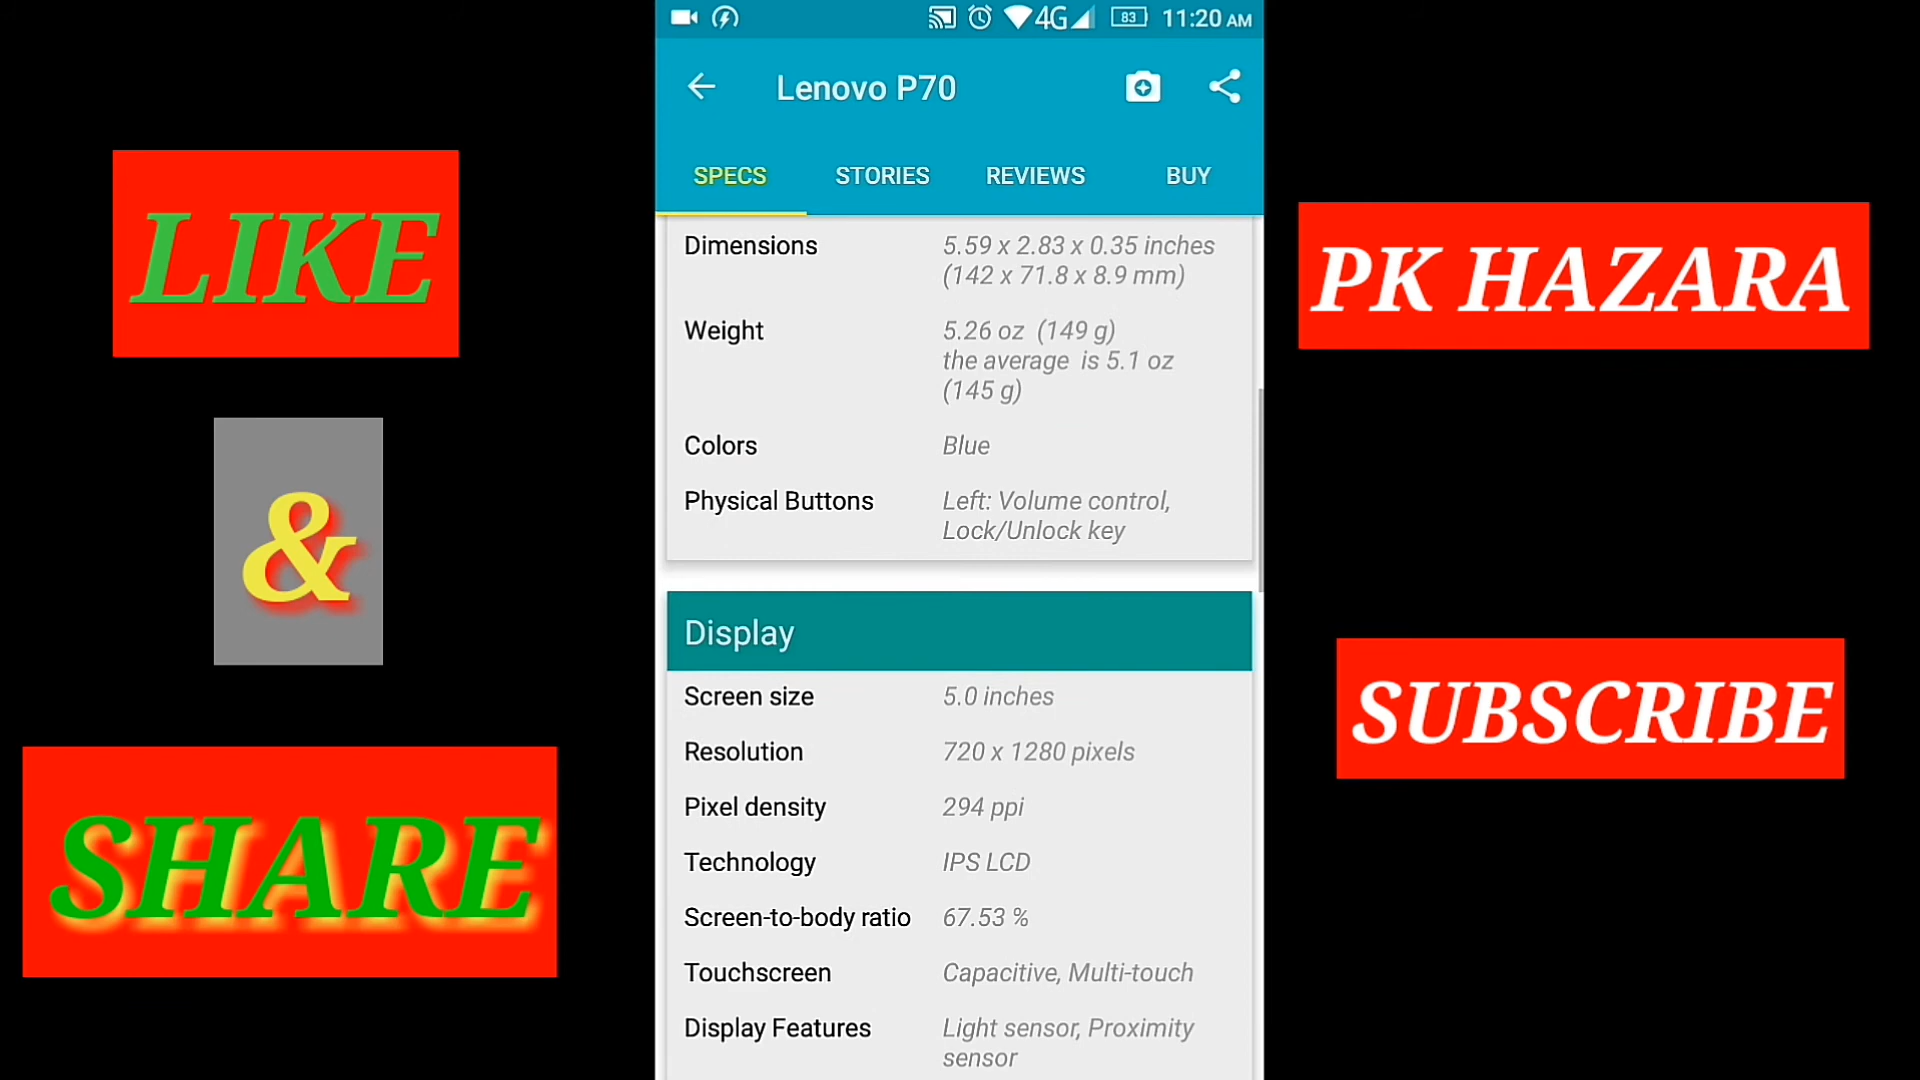 LIKE
&
SHARE
83 11:20 AM
4G
Lenovo P70
SPECS STORIES REVIEWS BUY
Dimensions 5.59 x 2.83 x 0.35 inches
(142 x 71.8 x 8.9 mm)
Weight 5.26 oz (149 g)
the average is 5.1 oz
(145 g)
Colors Blue
Physical Buttons Left: Volume control,
Lock/Unlock key
Display
Screen size 5.0 inches
Resolution 720 x 1280 pixels
Pixel density 294 ppi
Technology IPS LCD
Screen-to-body ratio 67.53 %
Touchscreen Capacitive, Multi-touch
Display Features Light sensor, Proximity
sensor
PK HAZARA
SUBSCRIBE